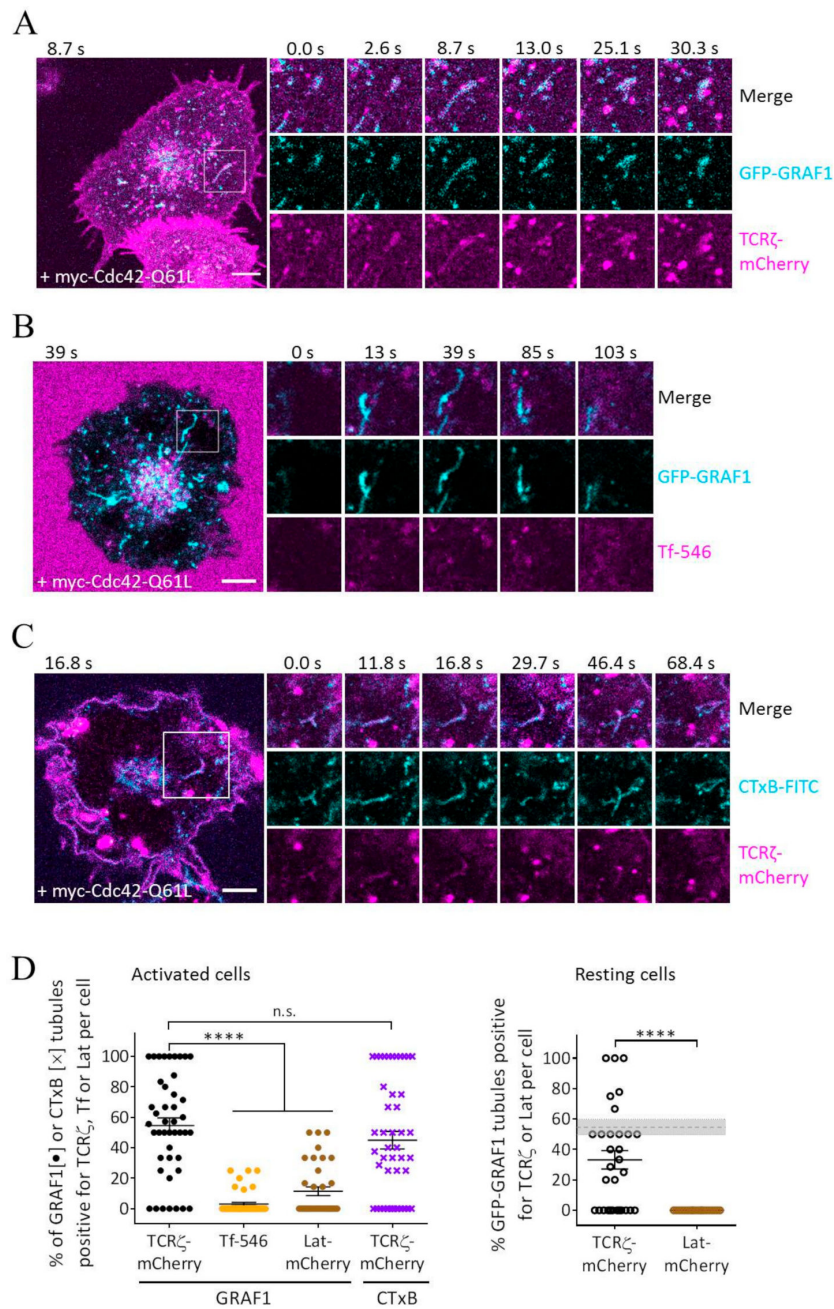 A
8.7 s
0.0 s 2.6 s 8.7 s 13.0 s 25.1 s 30.3 s
Merge
GFP-GRAF1
TCRζ-
mCherry
+ myc-Cdc42-Q61L
B
39 s
0 s 13 s 39 s 85 s 103 s
Merge
GFP-GRAF1
Tf-546
+ myc-Cdc42-Q61L
C
16.8 s
0.0 s 11.8 s 16.8 s 29.7 s 46.4 s 68.4 s
Merge
CTxB-FITC
TCRζ-
mCherry
+ myc-Cdc42-Q61L
D
Activated cells
% of GRAF1[●] or CTxB [×] tubules
positive for TCRζ, Tf or Lat per cell
n.s.
****
100
80
60
40
20
0
TCRζ-
mCherry
Tf-546
Lat-
mCherry
TCRζ-
mCherry
GRAF1
CTxB
Resting cells
% GFP-GRAF1 tubules positive
for TCRζ or Lat per cell
****
100
80
60
40
20
0
TCRζ-
mCherry
Lat-
mCherry